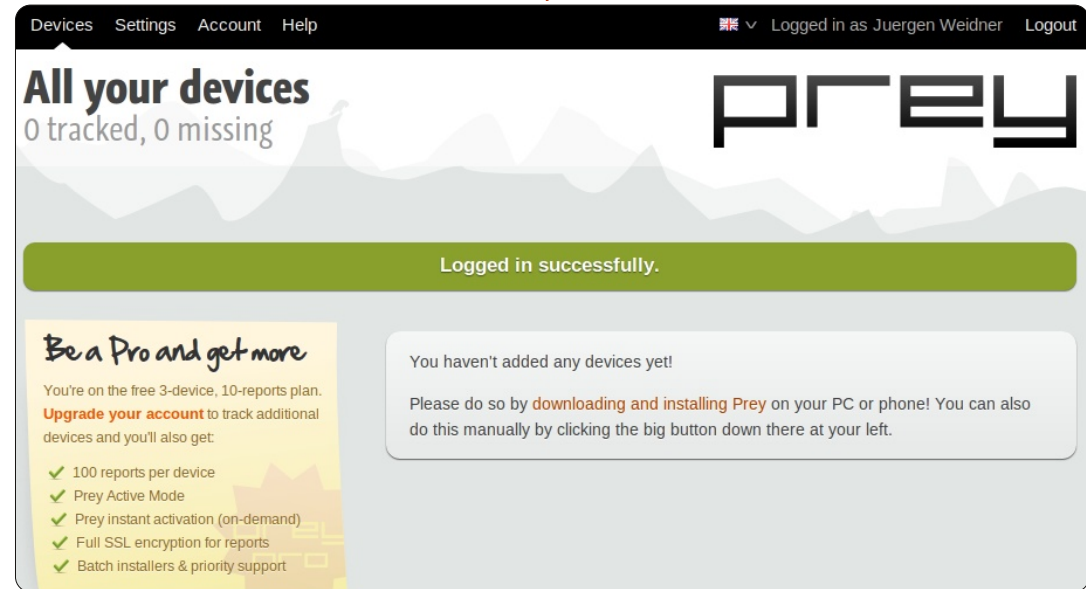 Devices Settings Account Help
Logged in as Juergen Weidner Logout
All your devices
0 tracked, 0 missing
prey
Logged in successfully.
Be a Pro and get more
You're on the free 3-device, 10-reports plan.
Upgrade your account to track additional
devices and you'll also get:
100 reports per device
Prey Active Mode
Prey instant activation (on-demand)
Full SSL encryption for reports
Batch installers & priority support
prey
pro
You haven't added any devices yet!
Please do so by downloading and installing Prey on your PC or phone! You can also
do this manually by clicking the big button down there at your left.